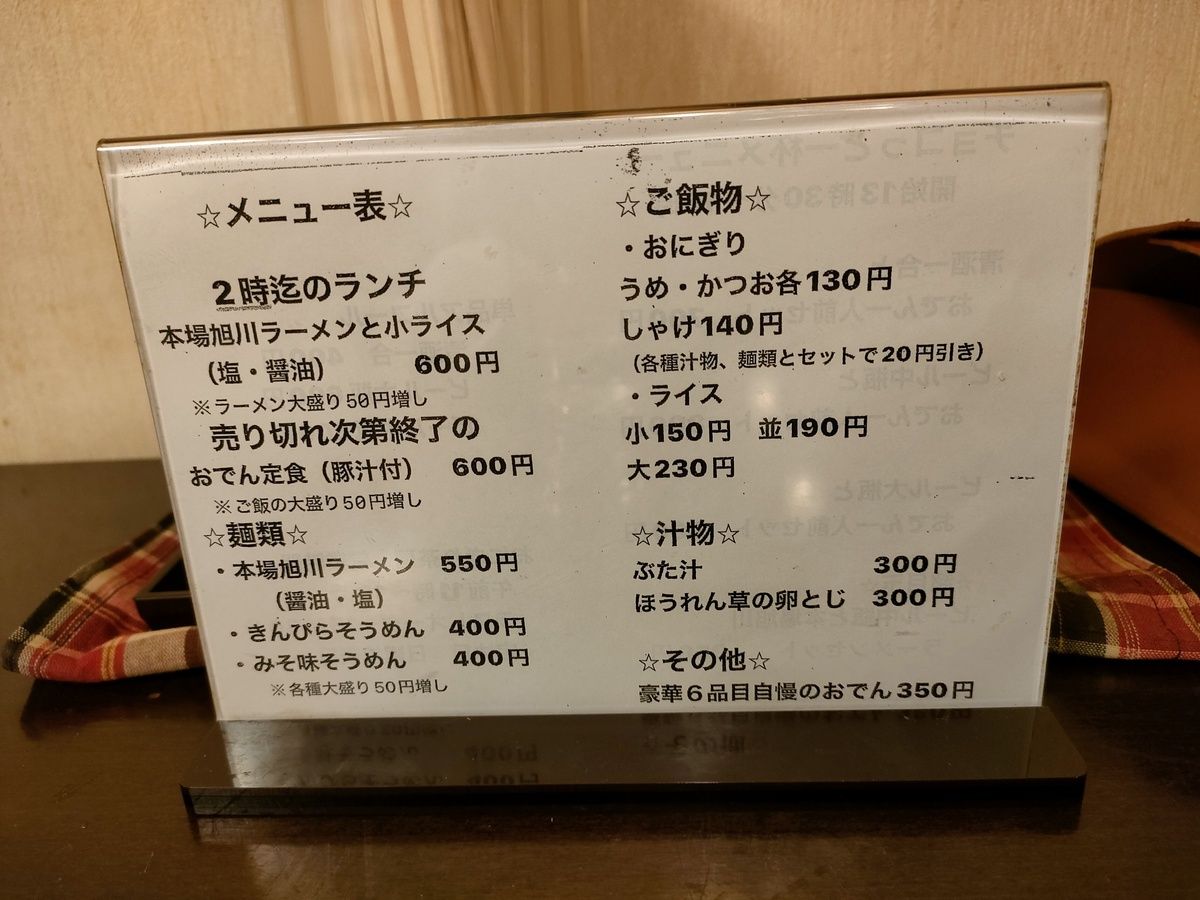 ☆メニュー表☆
２時迄のランチ
本場旭川ラーメンと小ライス
（塩・醤油） 600円
※ラーメン大盛り50円増し
売り切れ次第終了の
おでん定食（豚汁付） 600円
※ご飯の大盛り50円増し
☆麺類☆
・本場旭川ラーメン 550円
（醤油・塩）
・きんぴらそうめん 400円
・みそ味そうめん 400円
※各種大盛り50円増し
☆ご飯物☆
・おにぎり
うめ・かつお各130円
しゃけ140円
（各種汁物、麺類とセットで20円引き）
・ライス
小150円 並190円
大230円
☆汁物☆
ぶた汁 300円
ほうれん草の卵とじ 300円
☆その他☆
豪華６品目自慢のおでん350円